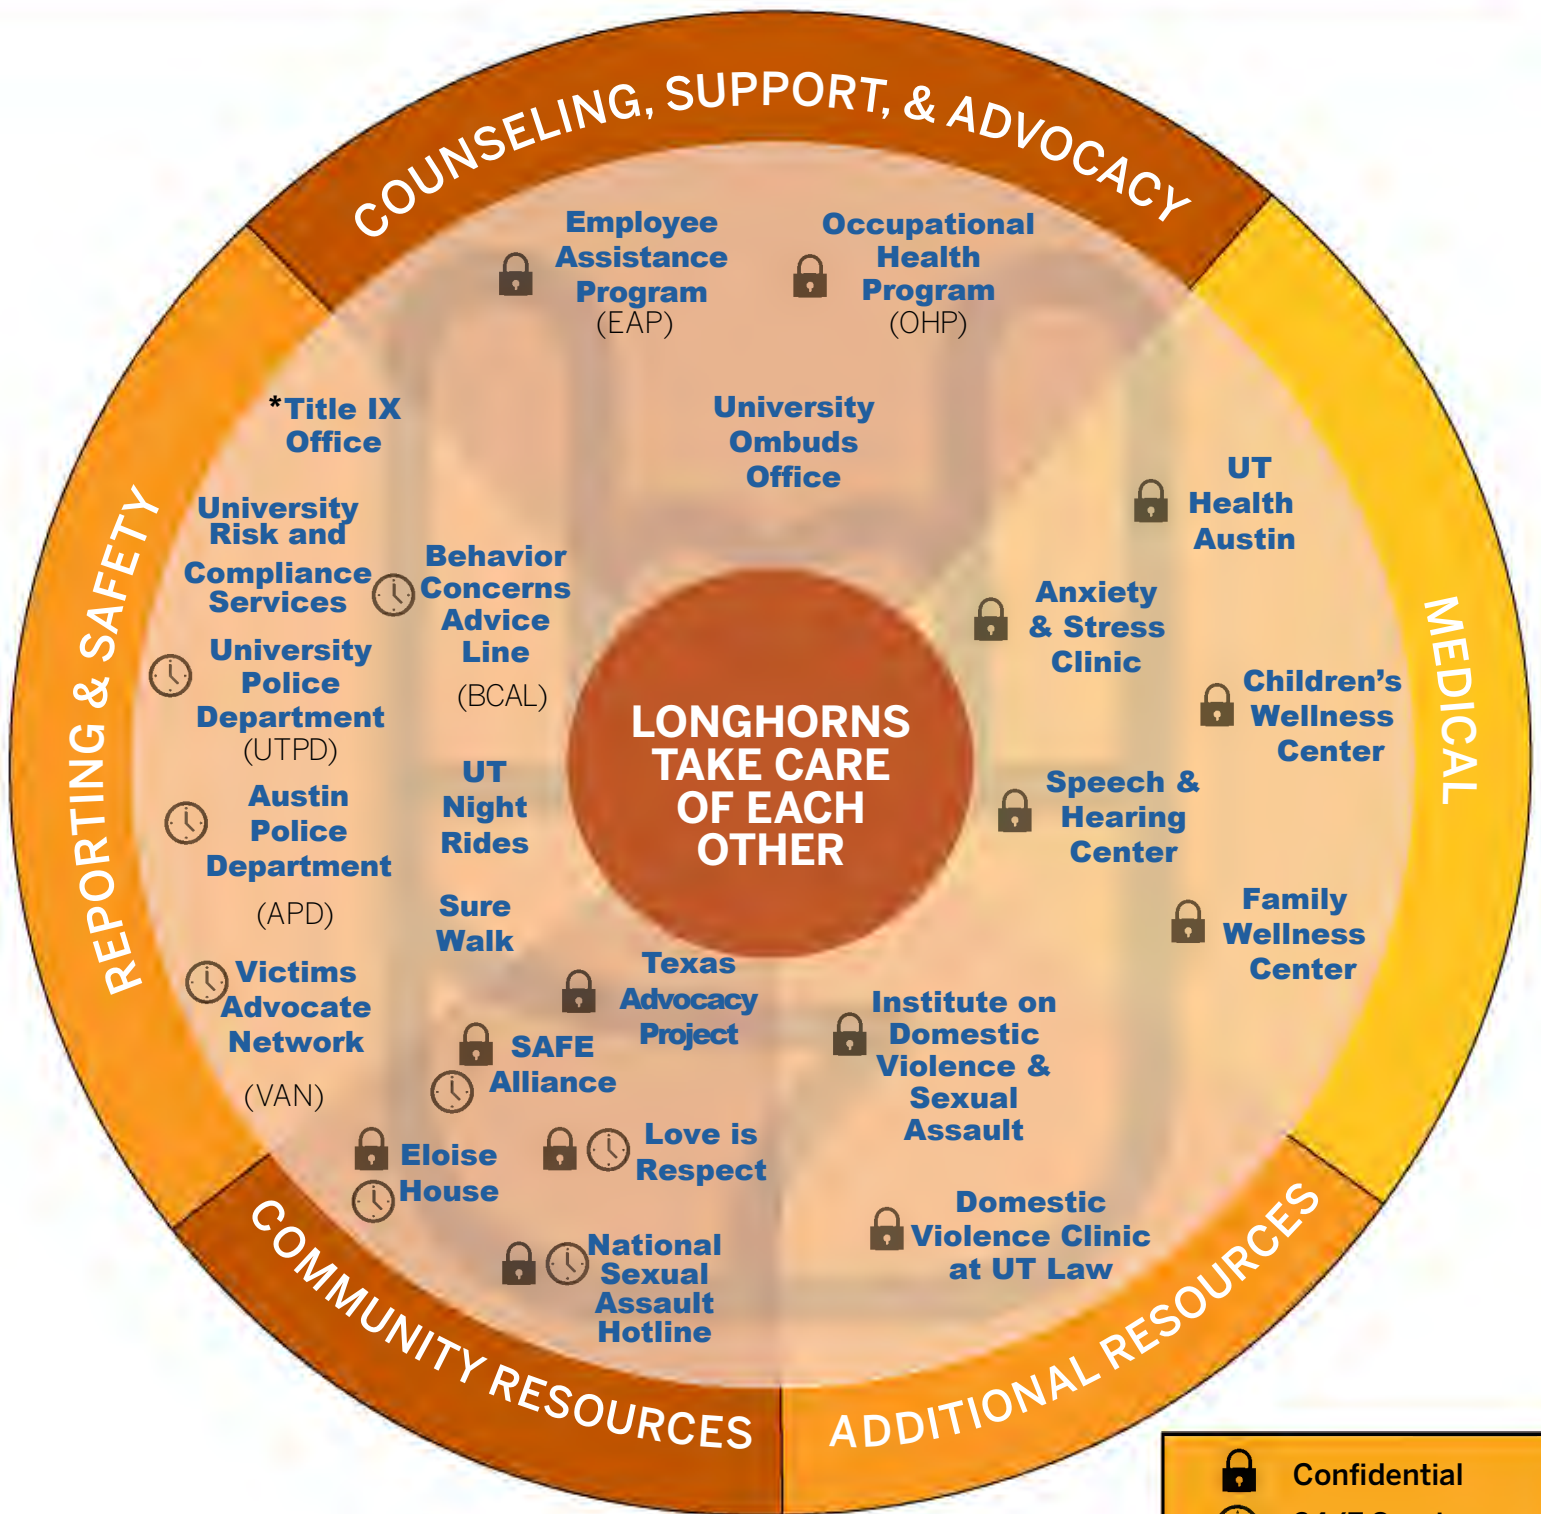 COUNSELING, SUPPORT, & ADVOCACY
Employee
Assistance
Program
(EAP)
Occupational
Health
Program
(OHP)
University
Ombuds
Office
MEDICAL
UT
Health
Austin
Anxiety
& Stress
Clinic
Children's
Wellness
Center
Speech &
Hearing
Center
Family
Wellness
Center
REPORTING & SAFETY
*Title IX
Office
University
Risk and
Compliance
Services
Behavior
Concerns
Advice
Line
(BCAL)
University
Police
Department
(UTPD)
UT
Night
Rides
Austin
Police
Department
(APD)
Sure
Walk
Victims
Advocate
Network
(VAN)
LONGHORNS
TAKE CARE
OF EACH
OTHER
COMMUNITY RESOURCES
Texas
Advocacy
Project
SAFE
Alliance
Eloise
House
Love is
Respect
National
Sexual
Assault
Hotline
ADDITIONAL RESOURCES
Institute on
Domestic
Violence &
Sexual
Assault
Domestic
Violence Clinic
at UT Law
Confidential